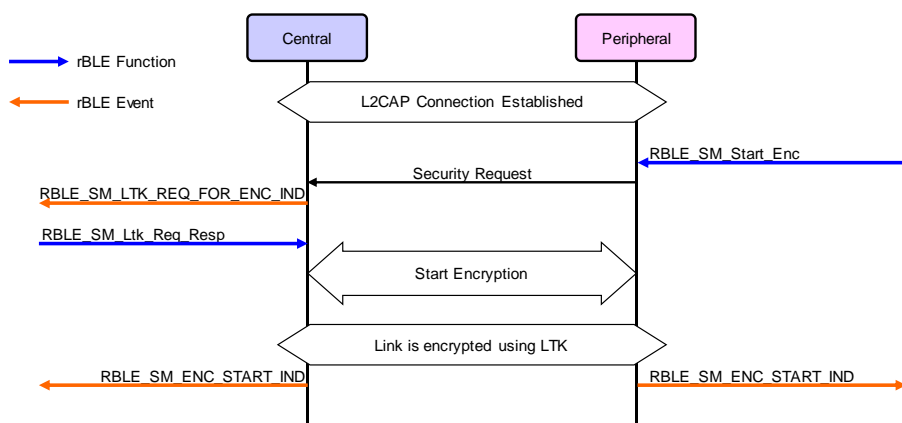 Central
Peripheral
rBLE Function
rBLE Event
L2CAP Connection Established
RBLE_SM_Start_Enc
Security Request
RBLE_SM_LTK_REQ_FOR_ENC_IND
RBLE_SM_Ltk_Req_Resp
Start Encryption
Link is encrypted using LTK
RBLE_SM_ENC_START_IND
RBLE_SM_ENC_START_IND